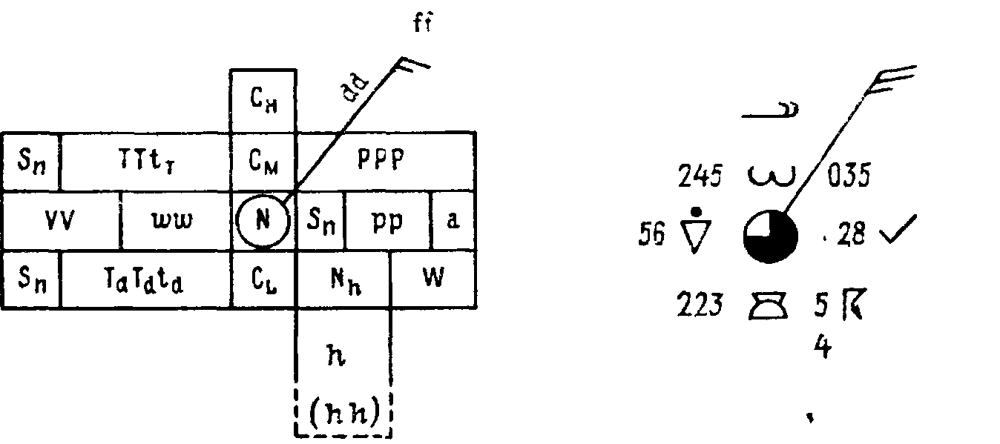 ff
dd
C_H
S_n TTt_T C_M PPP
VV ww N S_n pp a
S_n T_dT_dt_d C_L N_h W
h
(hh)
245 035
56 28
223 5
4